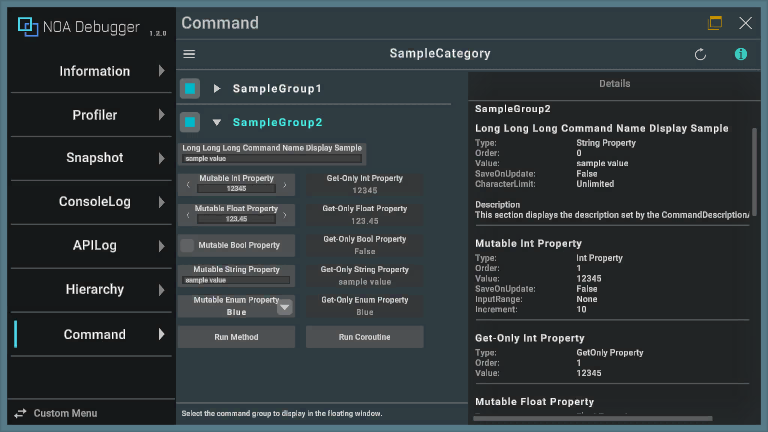 NOA Debugger 1.2.0
Information
Profiler
Snapshot
ConsoleLog
APILog
Hierarchy
Command
Custom Menu
Command
SampleCategory
SampleGroup1
SampleGroup2
Long Long Long Command Name Display Sample
sample value
Mutable Int Property
12345
Get-Only Int Property
12345
Mutable Float Property
123.45
Get-Only Float Property
123.45
Mutable Bool Property
Get-Only Bool Property
False
Mutable String Property
sample value
Get-Only String Property
sample value
Mutable Enum Property
Blue
Get-Only Enum Property
Blue
Run Method
Run Coroutine
Select the command group to display in the floating window.
Details
SampleGroup2
Long Long Long Command Name Display Sample
Type: String Property
Order: 0
Value: sample value
SaveOnUpdate: False
CharacterLimit: Unlimited
Description
This section displays the description set by the CommandDescription
Mutable Int Property
Type: Int Property
Order: 1
Value: 12345
SaveOnUpdate: False
InputRange: None
Increment: 10
Get-Only Int Property
Type: GetOnly Property
Order: 1
Value: 12345
Mutable Float Property